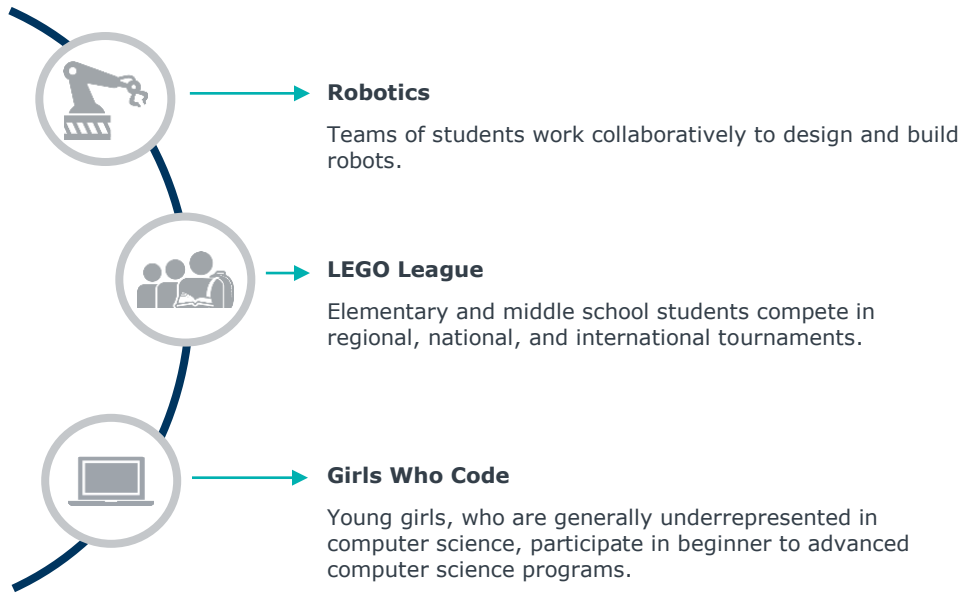 Robotics
Teams of students work collaboratively to design and build
robots.
LEGO League
Elementary and middle school students compete in
regional, national, and international tournaments.
Girls Who Code
Young girls, who are generally underrepresented in
computer science, participate in beginner to advanced
computer science programs.